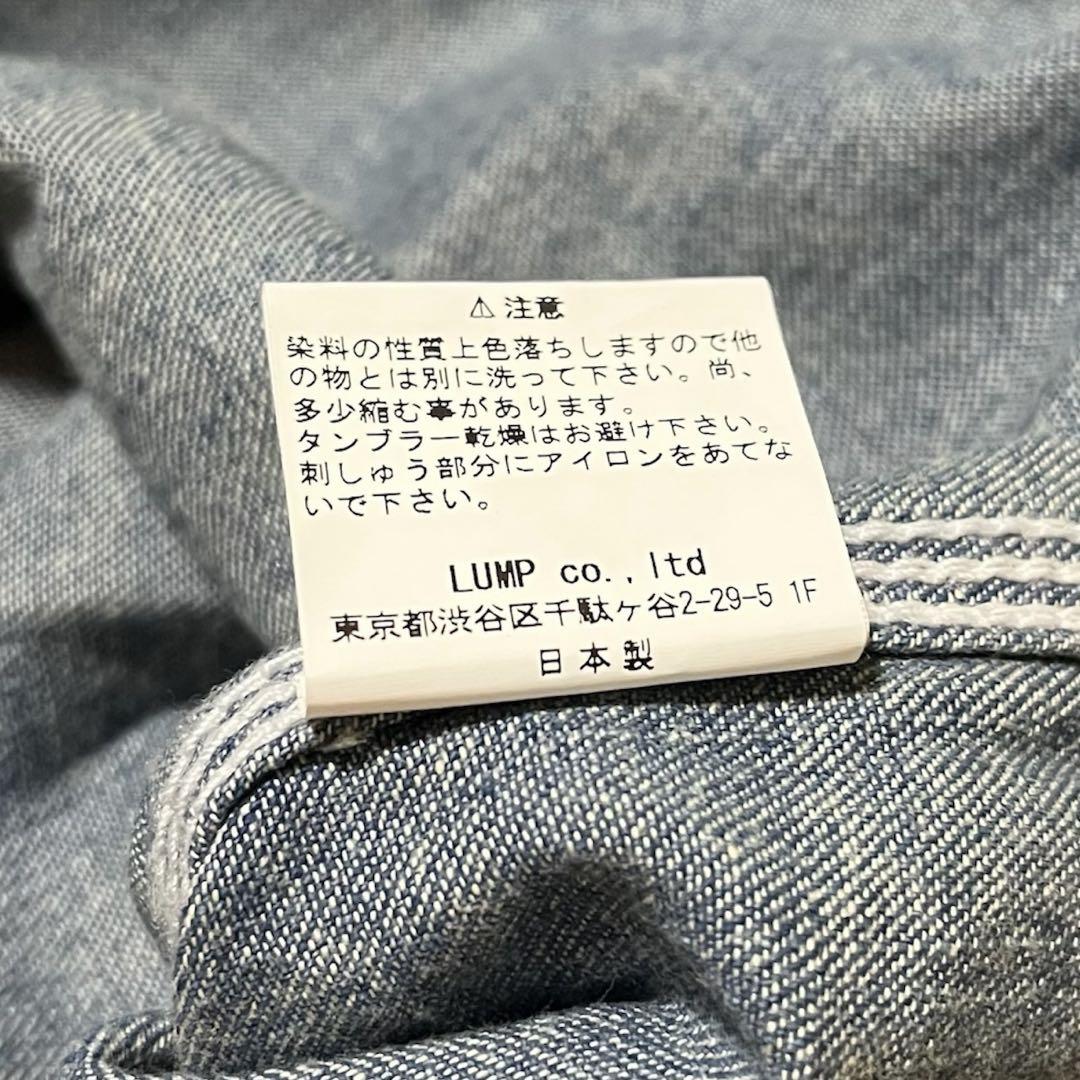 ⚠ 注意
染料の性質上色落ちしますので他
の物とは別に洗って下さい。尚、
多少縮む事があります。
タンブラー乾燥はお避け下さい。
刺しゅう部分にアイロンをあてな
いで下さい。
LUMP co.,ltd
東京都渋谷区千駄ヶ谷2-29-5 1F
日本製